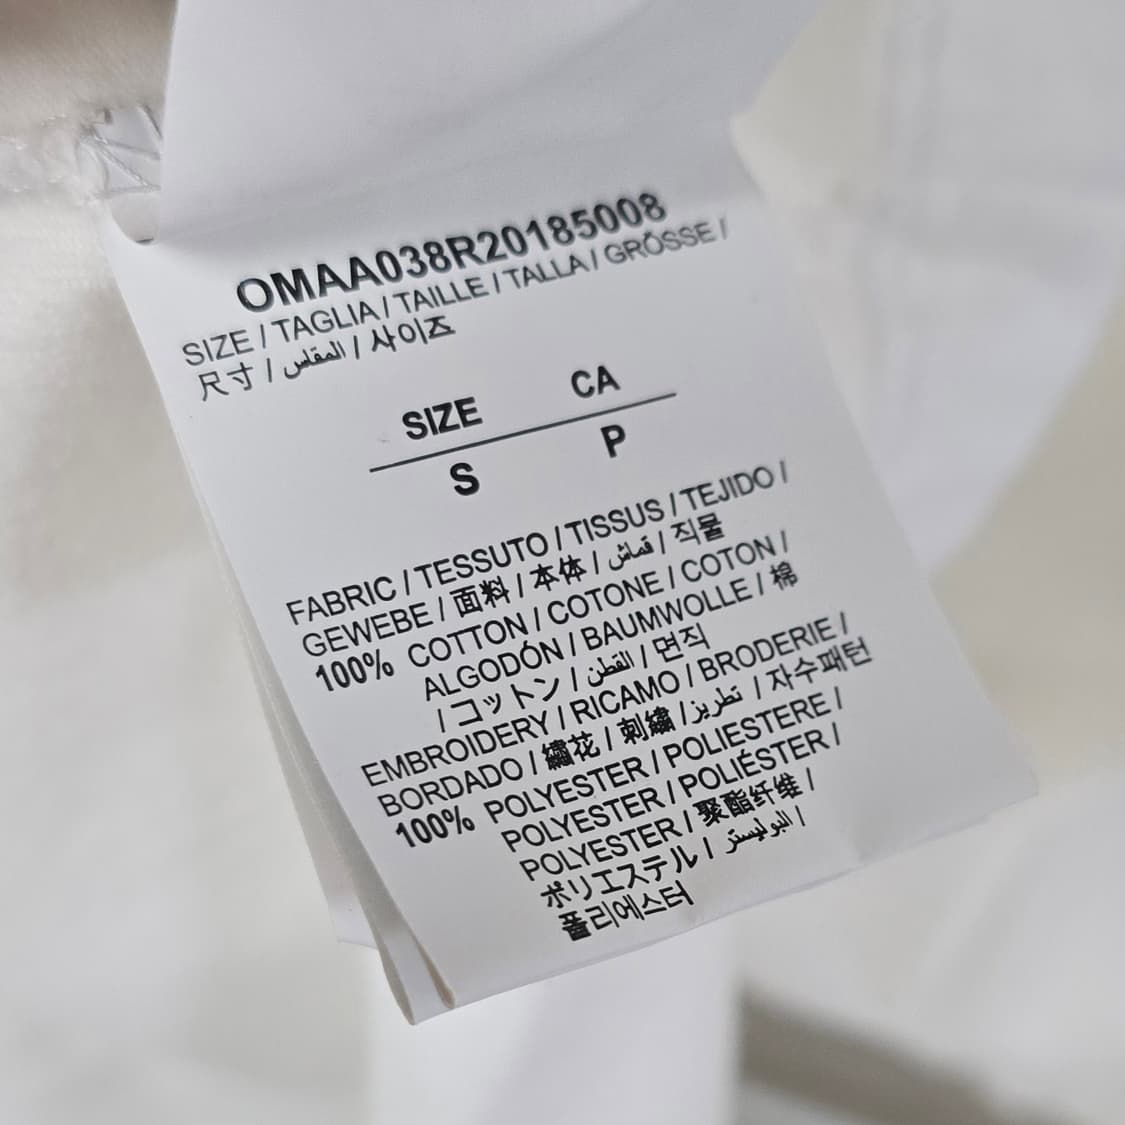 OMAA038R20185008
SIZE / TAGLIA / TAILLE / TALLA / GRÖSSE /
尺寸 / المقاس / 사이즈
SIZE CA
S P
FABRIC / TESSUTO / TISSUS / TEJIDO /
GEWEBE / 面料 / 本体 / قماش / 직물
100% COTTON / COTONE / COTON /
ALGODÓN / BAUMWOLLE / 棉
/ コットン / القطن / 면직
EMBROIDERY / RICAMO / BRODERIE /
BORDADO / 繡花 / 刺繍 / تطريز / 자수패턴
100% POLYESTER / POLIESTERE /
POLYESTER / POLIÉSTER /
POLYESTER / 聚酯纤维 /
ポリエステル / البوليستر /
폴리에스터